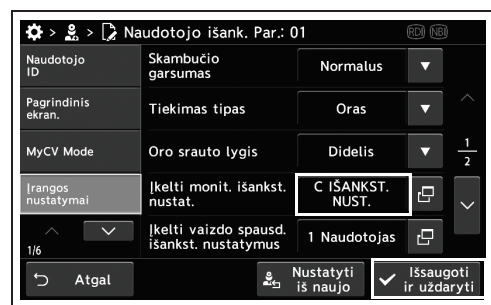 > > Naudotojo išank. Par.: 01 RDI NBI
Naudotojo
ID
Skambučio
garsumas
Normalus
Pagrindinis
ekran.
Tiekimas tipas
Oras
MyCV Mode
Oro srauto lygis
Didelis
1
2
Įrangos
nustatymai
Įkelti monit. išankst.
nustat.
C IŠANKST.
NUST.
1/6
Įkelti vaizdo spausd.
išankst. nustatymus
1 Naudotojas
Atgal
Nustatyti
iš naujo
Išsaugoti
ir uždaryti